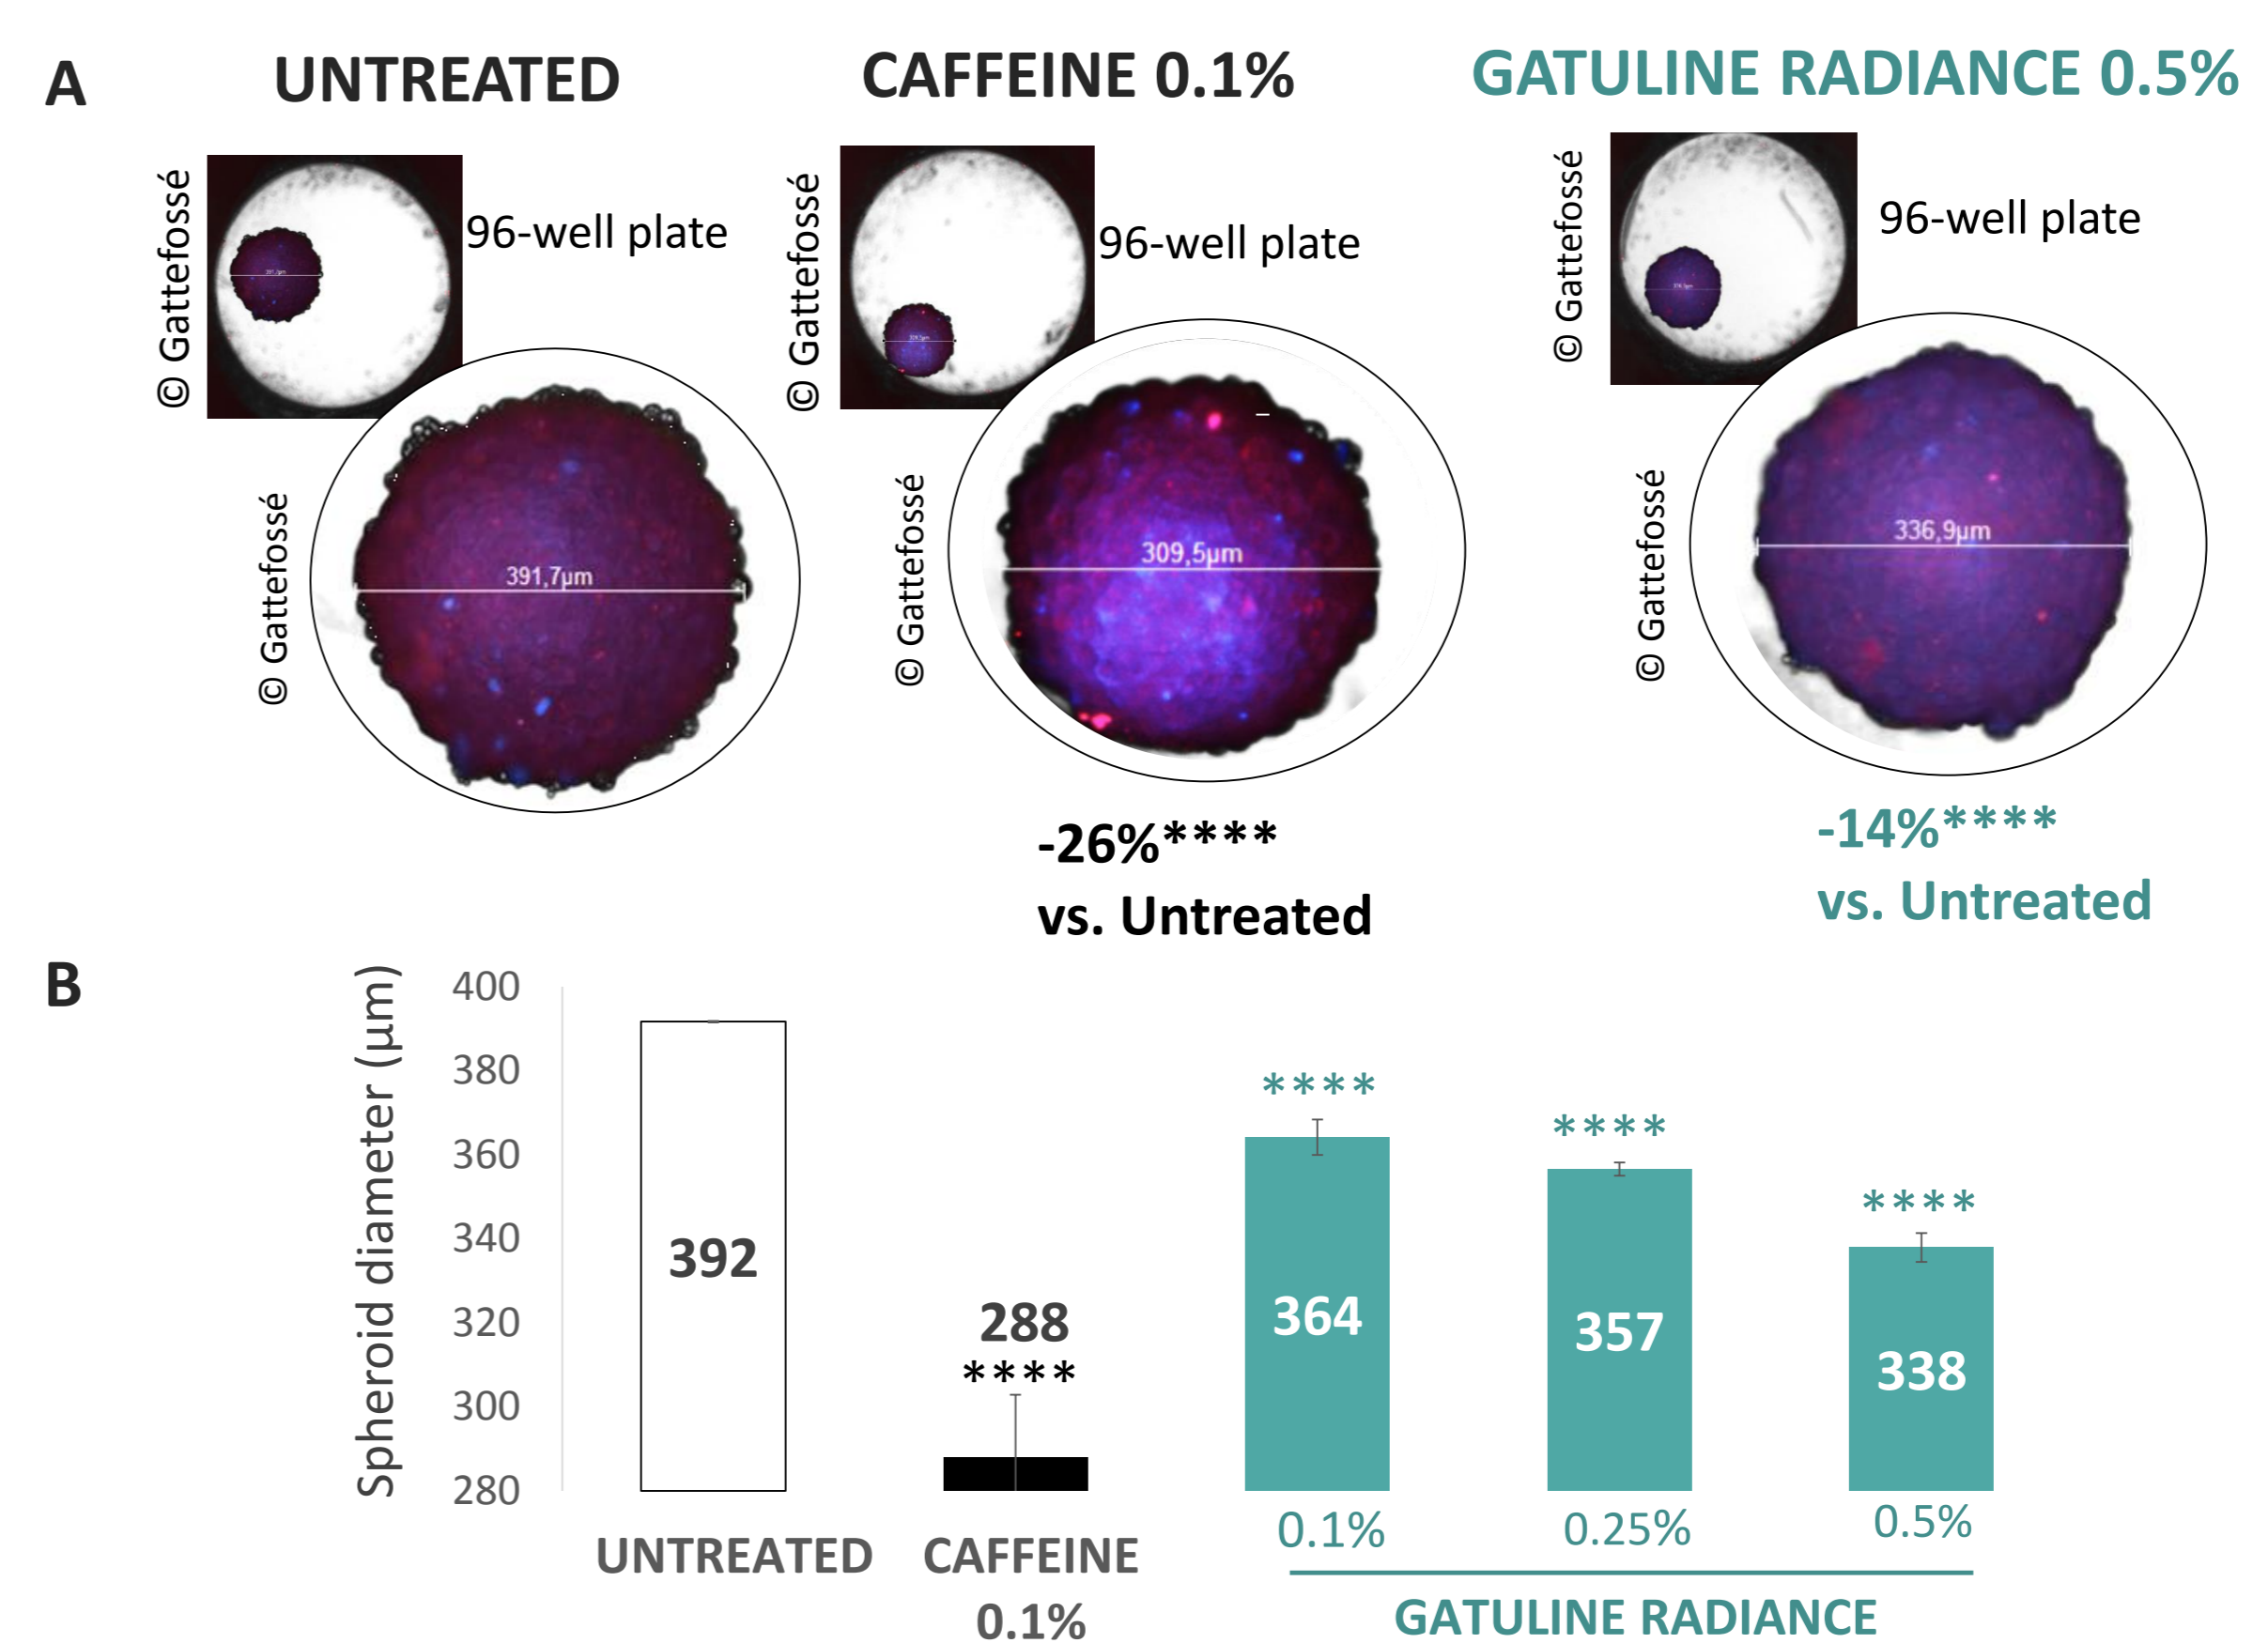 A
UNTREATED
CAFFEINE 0.1%
GATULINE RADIANCE 0.5%
© Gattefossé
96-well plate
© Gattefossé
96-well plate
© Gattefossé
96-well plate
© Gattefossé
391,7µm
© Gattefossé
309,5µm
© Gattefossé
336,9µm
-26%****
vs. Untreated
-14%****
vs. Untreated
B
Spheroid diameter (µm)
400
380
360
340
320
300
280
392
288
****
****
364
****
357
****
338
UNTREATED
CAFFEINE
0.1%
0.1%
0.25%
0.5%
GATULINE RADIANCE